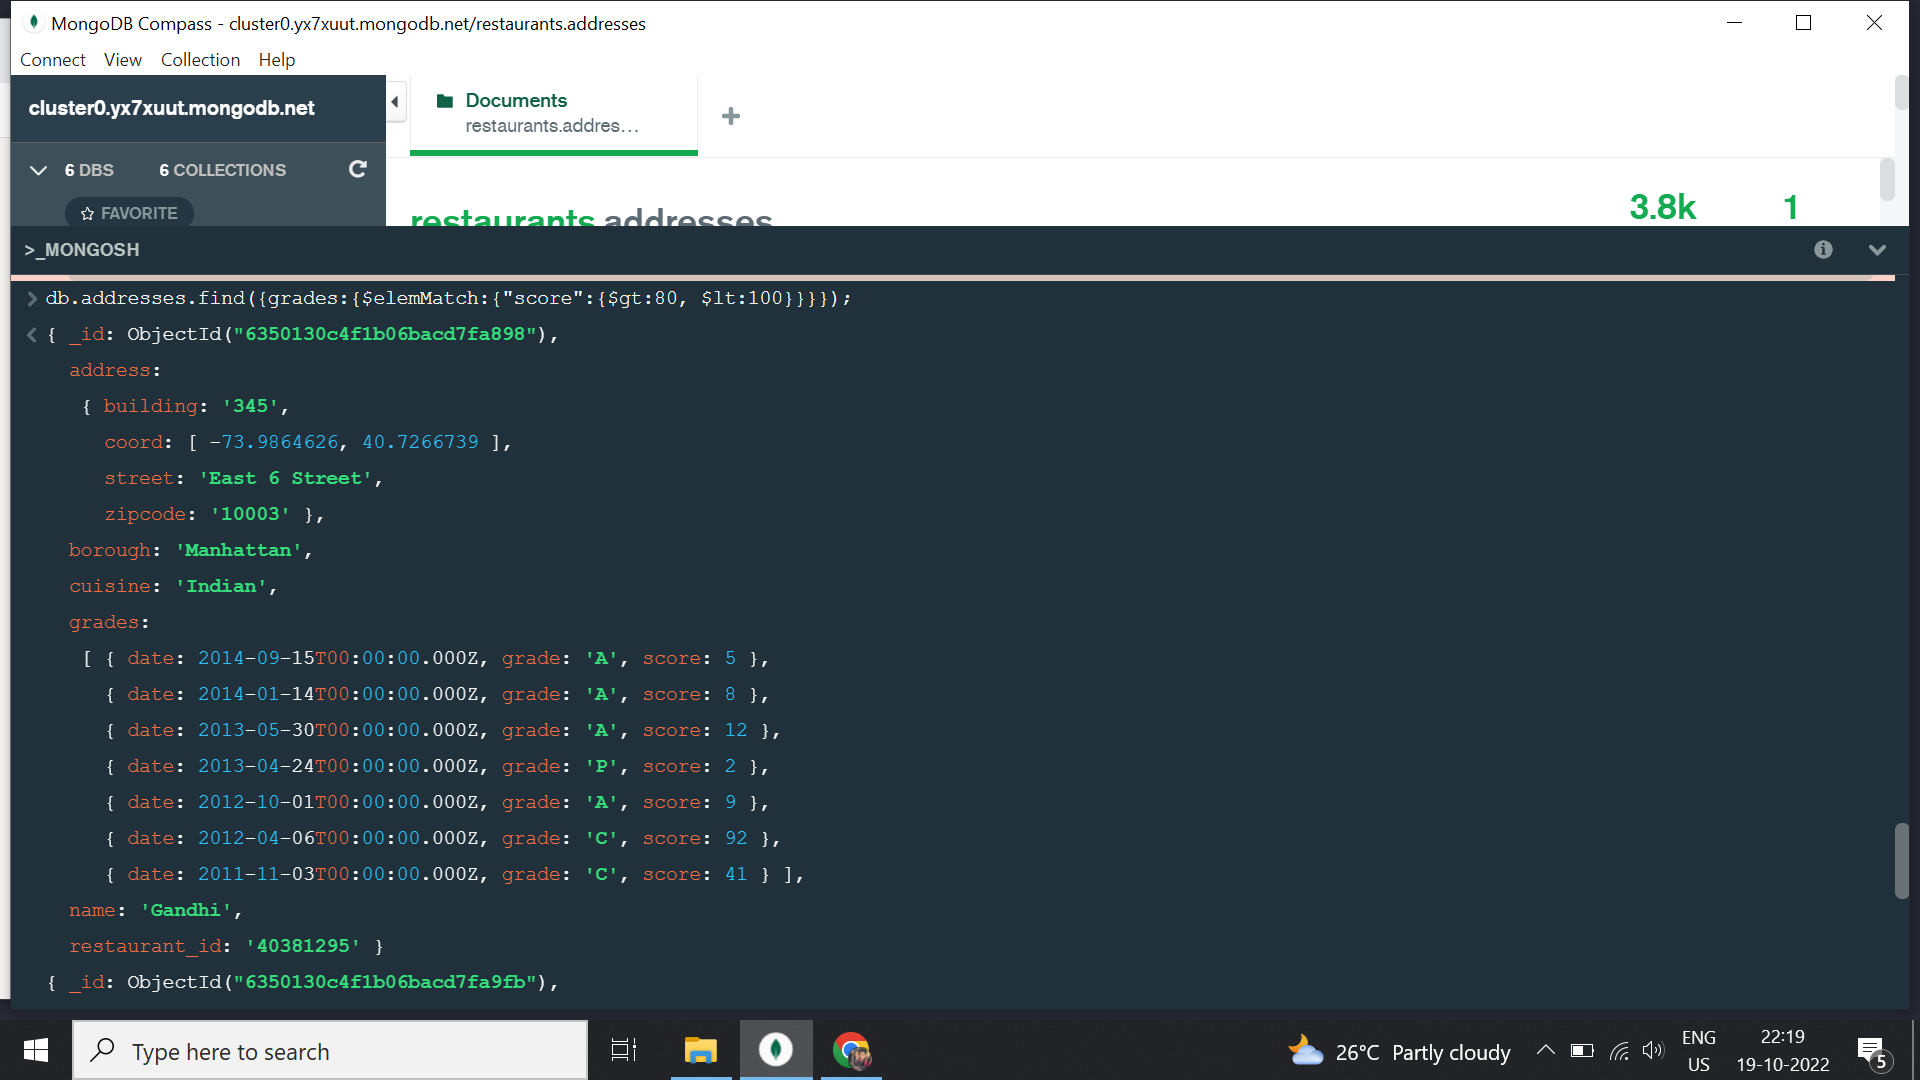 MongoDB Compass - cluster0.yx7xuut.mongodb.net/restaurants.addresses
Connect View Collection Help
cluster0.yx7xuut.mongodb.net
Documents
restaurants.addres...
6 DBS 6 COLLECTIONS
FAVORITE
restaurants.addresses
3.8k 1
>_MONGOSH
db.addresses.find({grades:{$elemMatch:{"score":{$gt:80, $lt:100}}}});
{ _id: ObjectId("6350130c4f1b06bacd7fa898"),
address:
{ building: '345',
coord: [ -73.9864626, 40.7266739 ],
street: 'East 6 Street',
zipcode: '10003' },
borough: 'Manhattan',
cuisine: 'Indian',
grades:
[ { date: 2014-09-15T00:00:00.000Z, grade: 'A', score: 5 },
{ date: 2014-01-14T00:00:00.000Z, grade: 'A', score: 8 },
{ date: 2013-05-30T00:00:00.000Z, grade: 'A', score: 12 },
{ date: 2013-04-24T00:00:00.000Z, grade: 'P', score: 2 },
{ date: 2012-10-01T00:00:00.000Z, grade: 'A', score: 9 },
{ date: 2012-04-06T00:00:00.000Z, grade: 'C', score: 92 },
{ date: 2011-11-03T00:00:00.000Z, grade: 'C', score: 41 } ],
name: 'Gandhi',
restaurant_id: '40381295' }
{ _id: ObjectId("6350130c4f1b06bacd7fa9fb"),
Type here to search
26°C Partly cloudy
ENG
US
22:19
19-10-2022
5